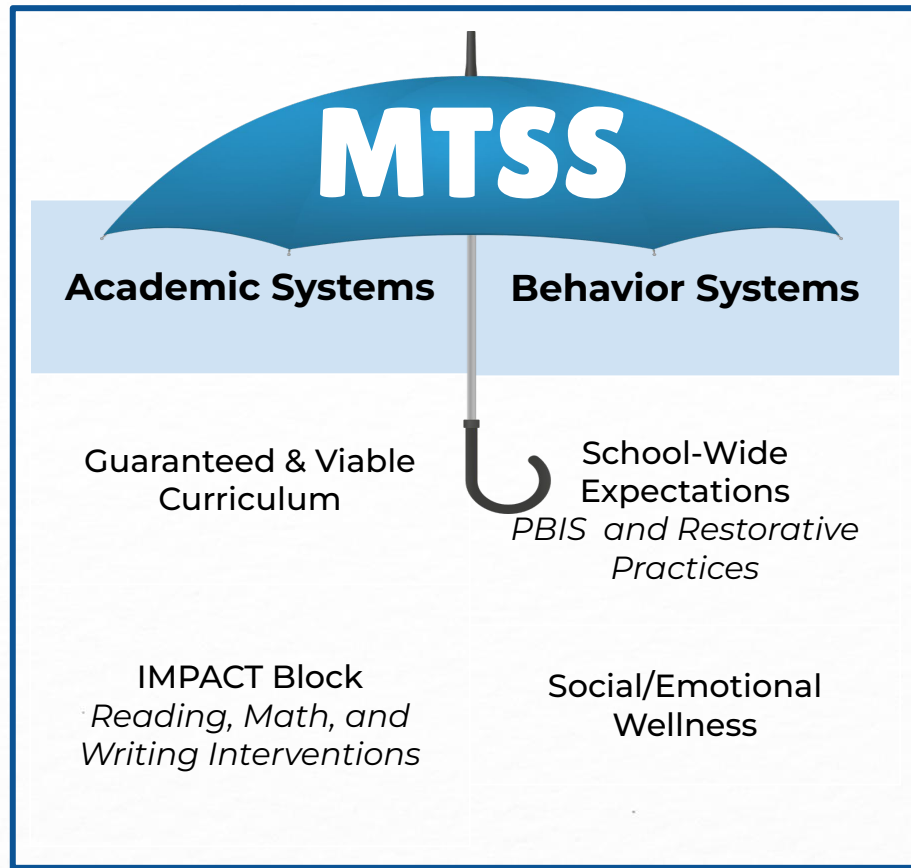 MTSS
Academic Systems
Behavior Systems
Guaranteed & Viable
Curriculum
School-Wide
Expectations
PBIS and Restorative
Practices
IMPACT Block
Reading, Math, and
Writing Interventions
Social/Emotional
Wellness